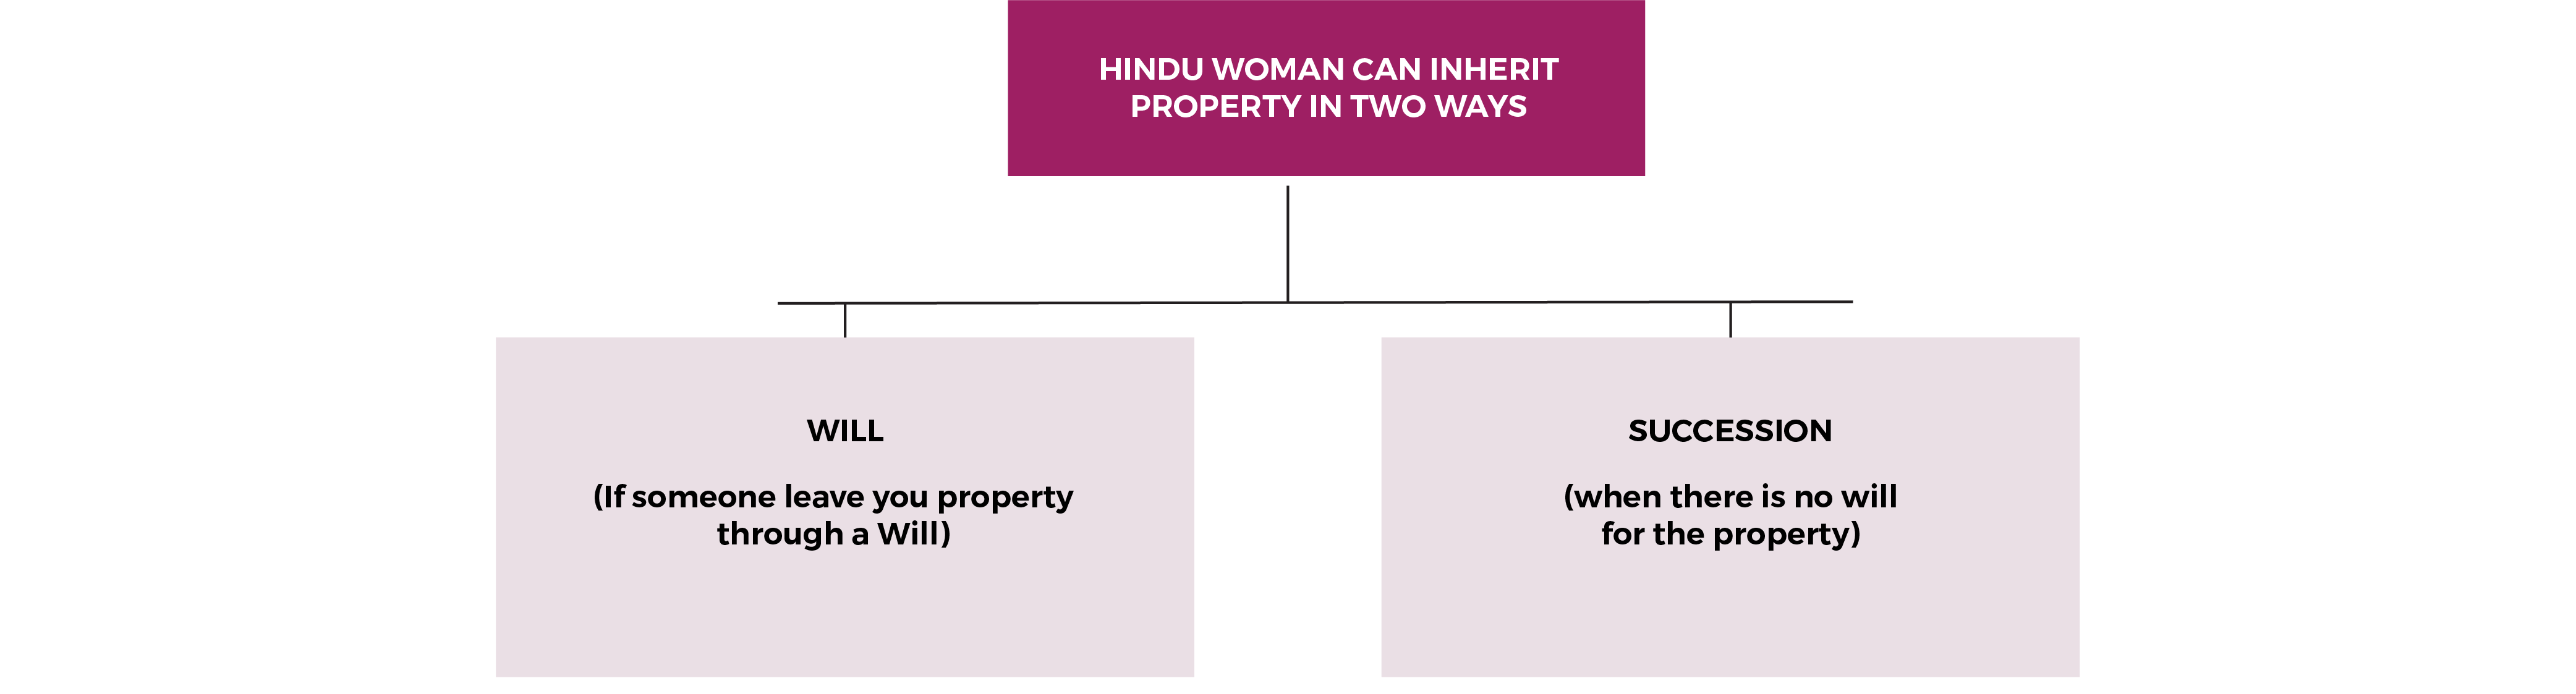 HINDU WOMAN CAN INHERIT
PROPERTY IN TWO WAYS
WILL
(If someone leave you property
through a Will)
SUCCESSION
(when there is no will
for the property)